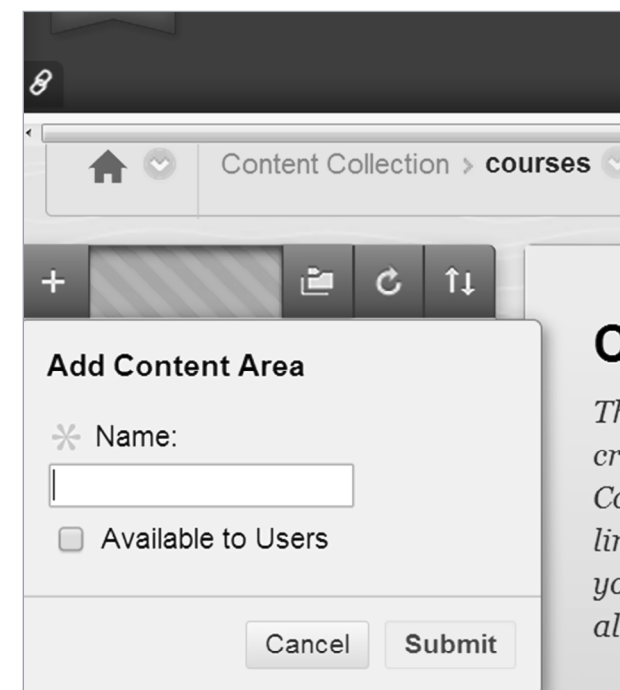 Content Collection > courses
Add Content Area
Name:
Available to Users
Cancel Submit